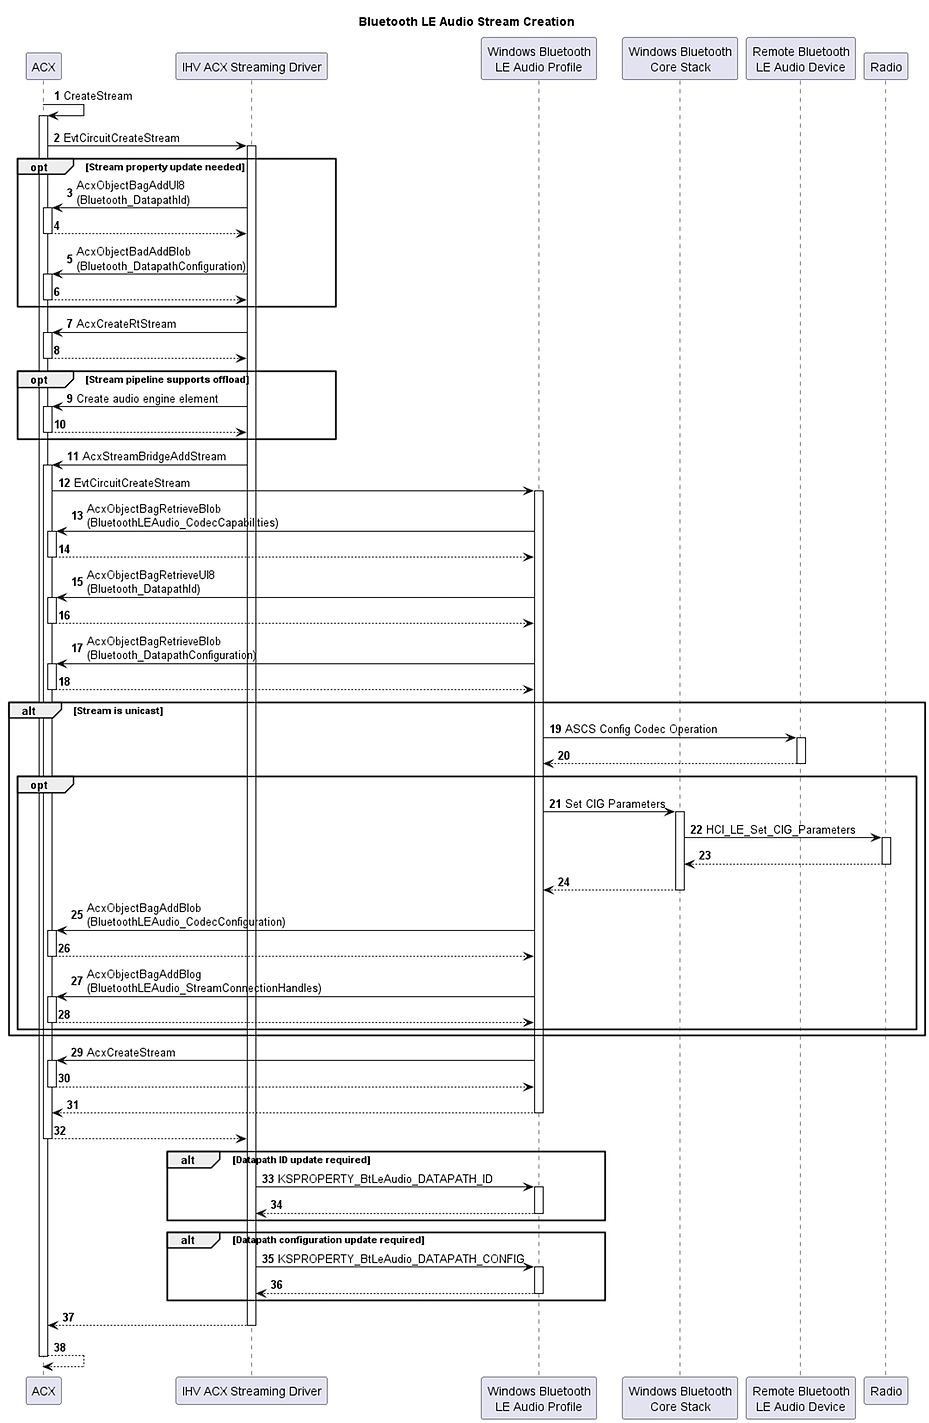 Bluetooth LE Audio Stream Creation
ACX
IHV ACX Streaming Driver
Windows Bluetooth
LE Audio Profile
Windows Bluetooth
Core Stack
Remote Bluetooth
LE Audio Device
Radio
1 CreateStream
2 EvtCircuitCreateStream
opt [Stream property update needed]
3 AcxObjectBagAddUI8
(Bluetooth_DatapathId)
4
5 AcxObjectBadAddBlob
(Bluetooth_DatapathConfiguration)
6
7 AcxCreateRtStream
8
opt [Stream pipeline supports offload]
9 Create audio engine element
10
11 AcxStreamBridgeAddStream
12 EvtCircuitCreateStream
13 AcxObjectBagRetrieveBlob
(BluetoothLEAudio_CodecCapabilities)
14
15 AcxObjectBagRetrieveUI8
(Bluetooth_DatapathId)
16
17 AcxObjectBagRetrieveBlob
(Bluetooth_DatapathConfiguration)
18
alt [Stream is unicast]
19 ASCS Config Codec Operation
20
opt
21 Set CIG Parameters
22 HCI_LE_Set_CIG_Parameters
23
24
25 AcxObjectBagAddBlob
(BluetoothLEAudio_CodecConfiguration)
26
27 AcxObjectBagAddBlog
(BluetoothLEAudio_StreamConnectionHandles)
28
29 AcxCreateStream
30
31
32
alt [Datapath ID update required]
33 KSPROPERTY_BtLeAudio_DATAPATH_ID
34
alt [Datapath configuration update required]
35 KSPROPERTY_BtLeAudio_DATAPATH_CONFIG
36
37
38
ACX
IHV ACX Streaming Driver
Windows Bluetooth
LE Audio Profile
Windows Bluetooth
Core Stack
Remote Bluetooth
LE Audio Device
Radio